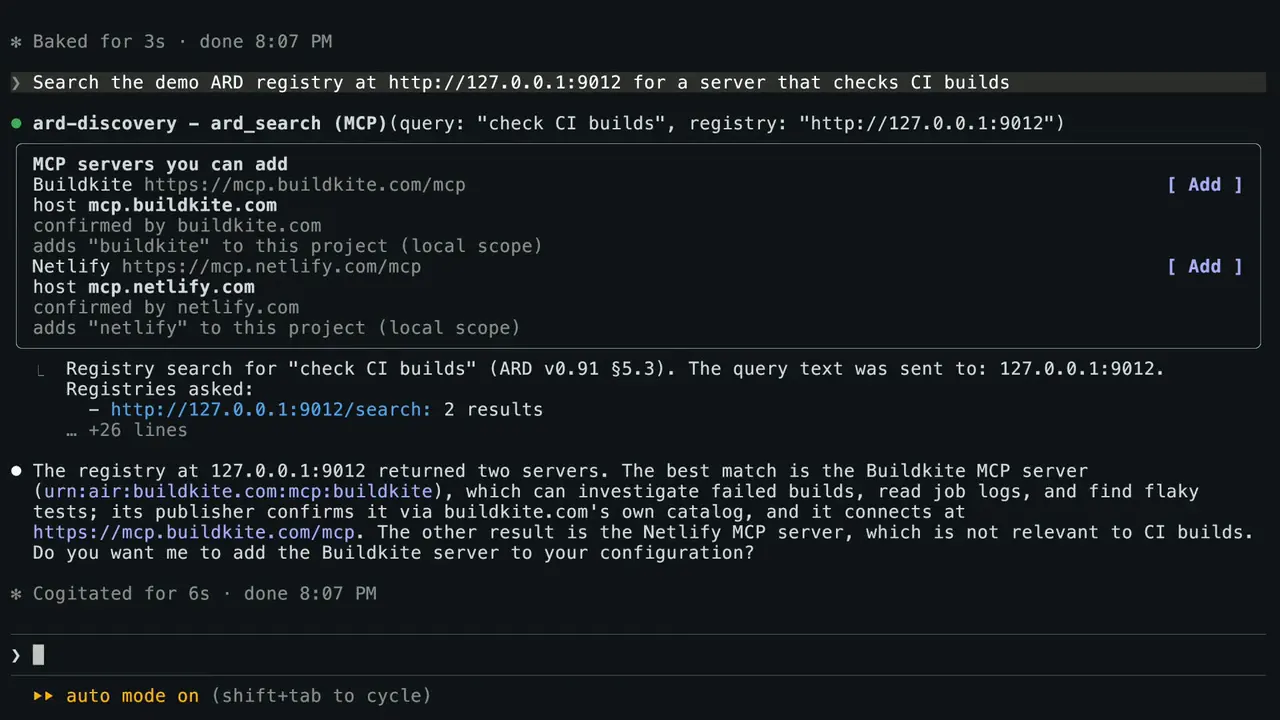 ✻ Baked for 3s · done 8:07 PM
❯ Search the demo ARD registry at http://127.0.0.1:9012 for a server that checks CI builds
● ard-discovery - ard_search (MCP)(query: "check CI builds", registry: "http://127.0.0.1:9012")
MCP servers you can add
Buildkite https://mcp.buildkite.com/mcp [ Add ]
host mcp.buildkite.com
confirmed by buildkite.com
adds "buildkite" to this project (local scope)
Netlify https://mcp.netlify.com/mcp [ Add ]
host mcp.netlify.com
confirmed by netlify.com
adds "netlify" to this project (local scope)
⎿ Registry search for "check CI builds" (ARD v0.91 §5.3). The query text was sent to: 127.0.0.1:9012.
Registries asked:
- http://127.0.0.1:9012/search: 2 results
… +26 lines
● The registry at 127.0.0.1:9012 returned two servers. The best match is the Buildkite MCP server
(urn:air:buildkite.com:mcp:buildkite), which can investigate failed builds, read job logs, and find flaky
tests; its publisher confirms it via buildkite.com's own catalog, and it connects at
https://mcp.buildkite.com/mcp. The other result is the Netlify MCP server, which is not relevant to CI builds.
Do you want me to add the Buildkite server to your configuration?
✻ Cogitated for 6s · done 8:07 PM
❯
⏵⏵ auto mode on (shift+tab to cycle)